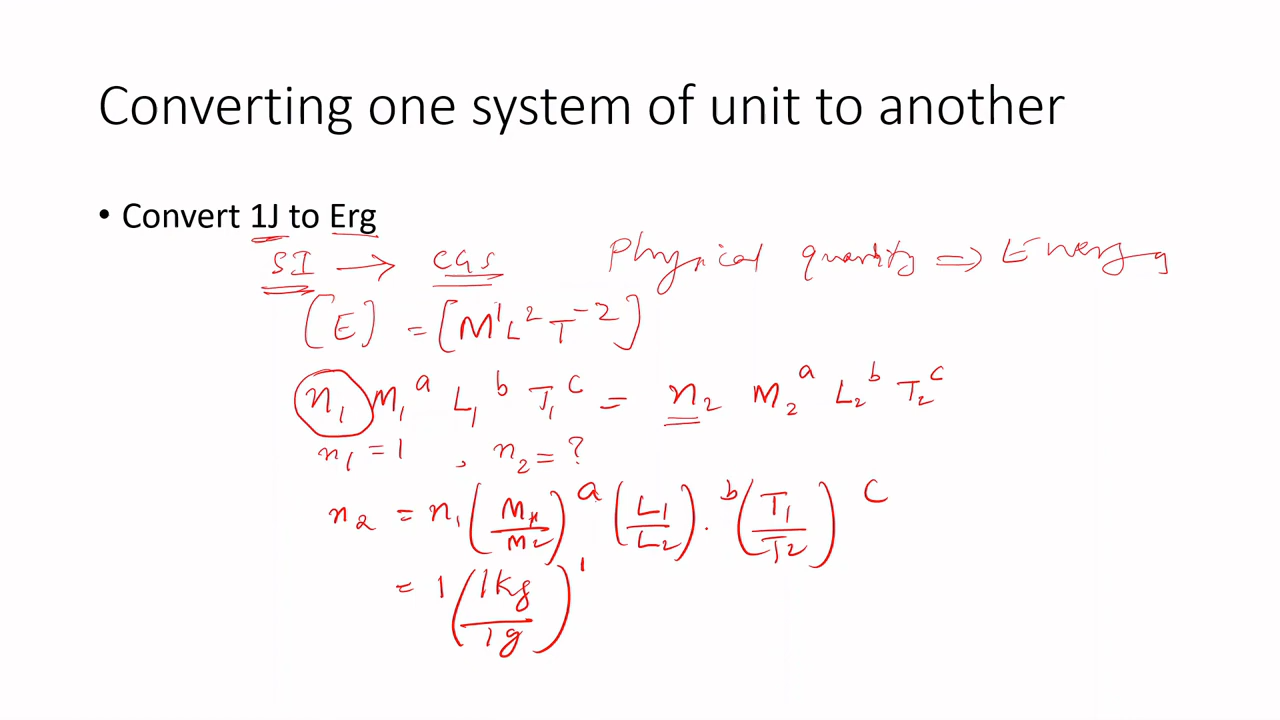 Converting one system of unit to another
• Convert 1J to Erg
SI → CGS Physical quantity ⇒ Energy
[E] = [M¹L²T⁻²]
n₁ M₁ᵃ L₁ᵇ T₁ᶜ = n₂ M₂ᵃ L₂ᵇ T₂ᶜ
n₁ = 1 , n₂ = ?
n₂ = n₁ (M₁/M₂)ᵃ (L₁/L₂)ᵇ (T₁/T₂)ᶜ
= 1 (1kg/1g)¹